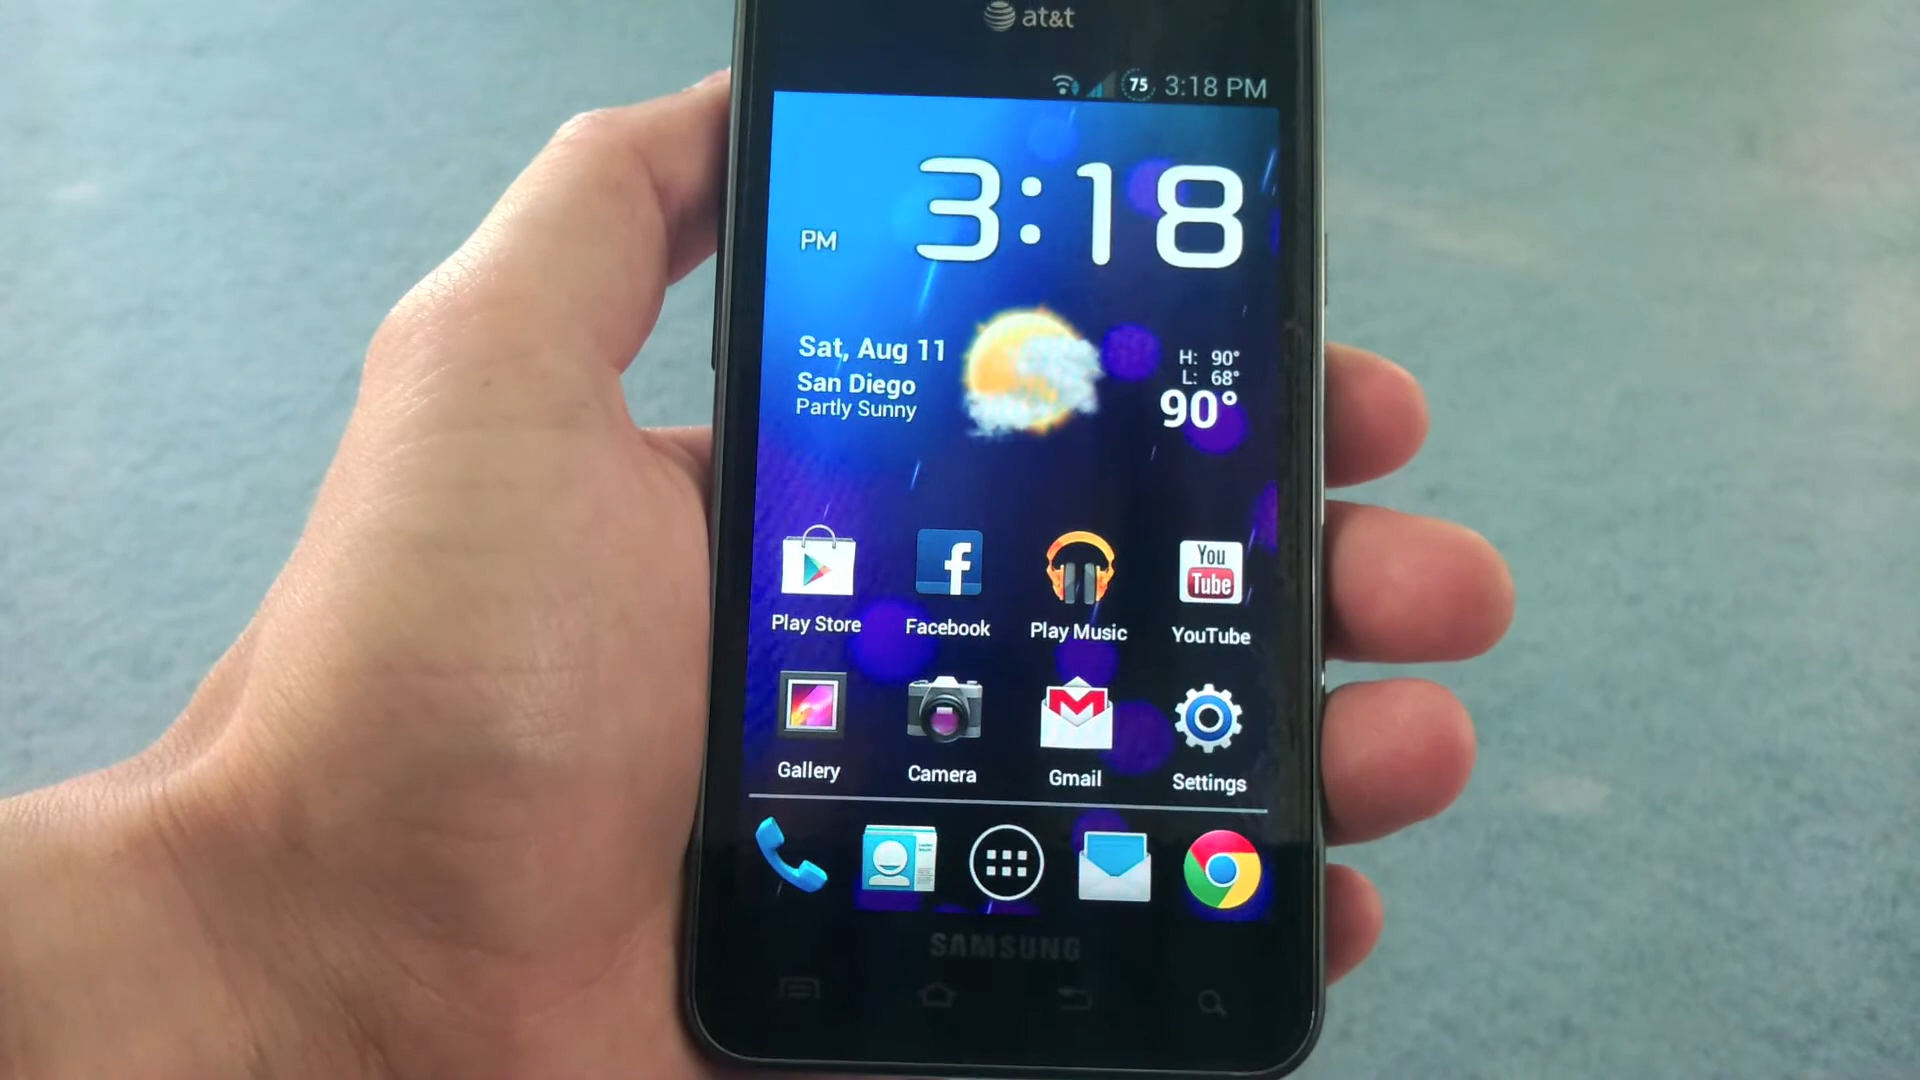 at&t
75 3:18 PM
PM 3:18
Sat, Aug 11
San Diego
Partly Sunny
H: 90°
L: 68°
90°
You
Tube
Play Store Facebook Play Music YouTube
Gallery Camera Gmail Settings
SAMSUNG